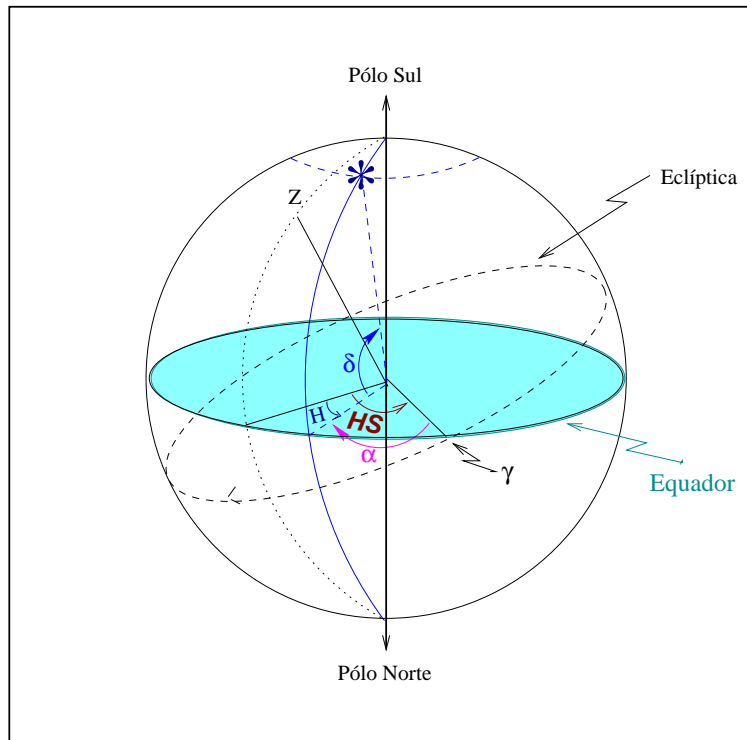 Pólo Sul
Eclíptica
Z
δ
H
HS
α
γ
Equador
Pólo Norte